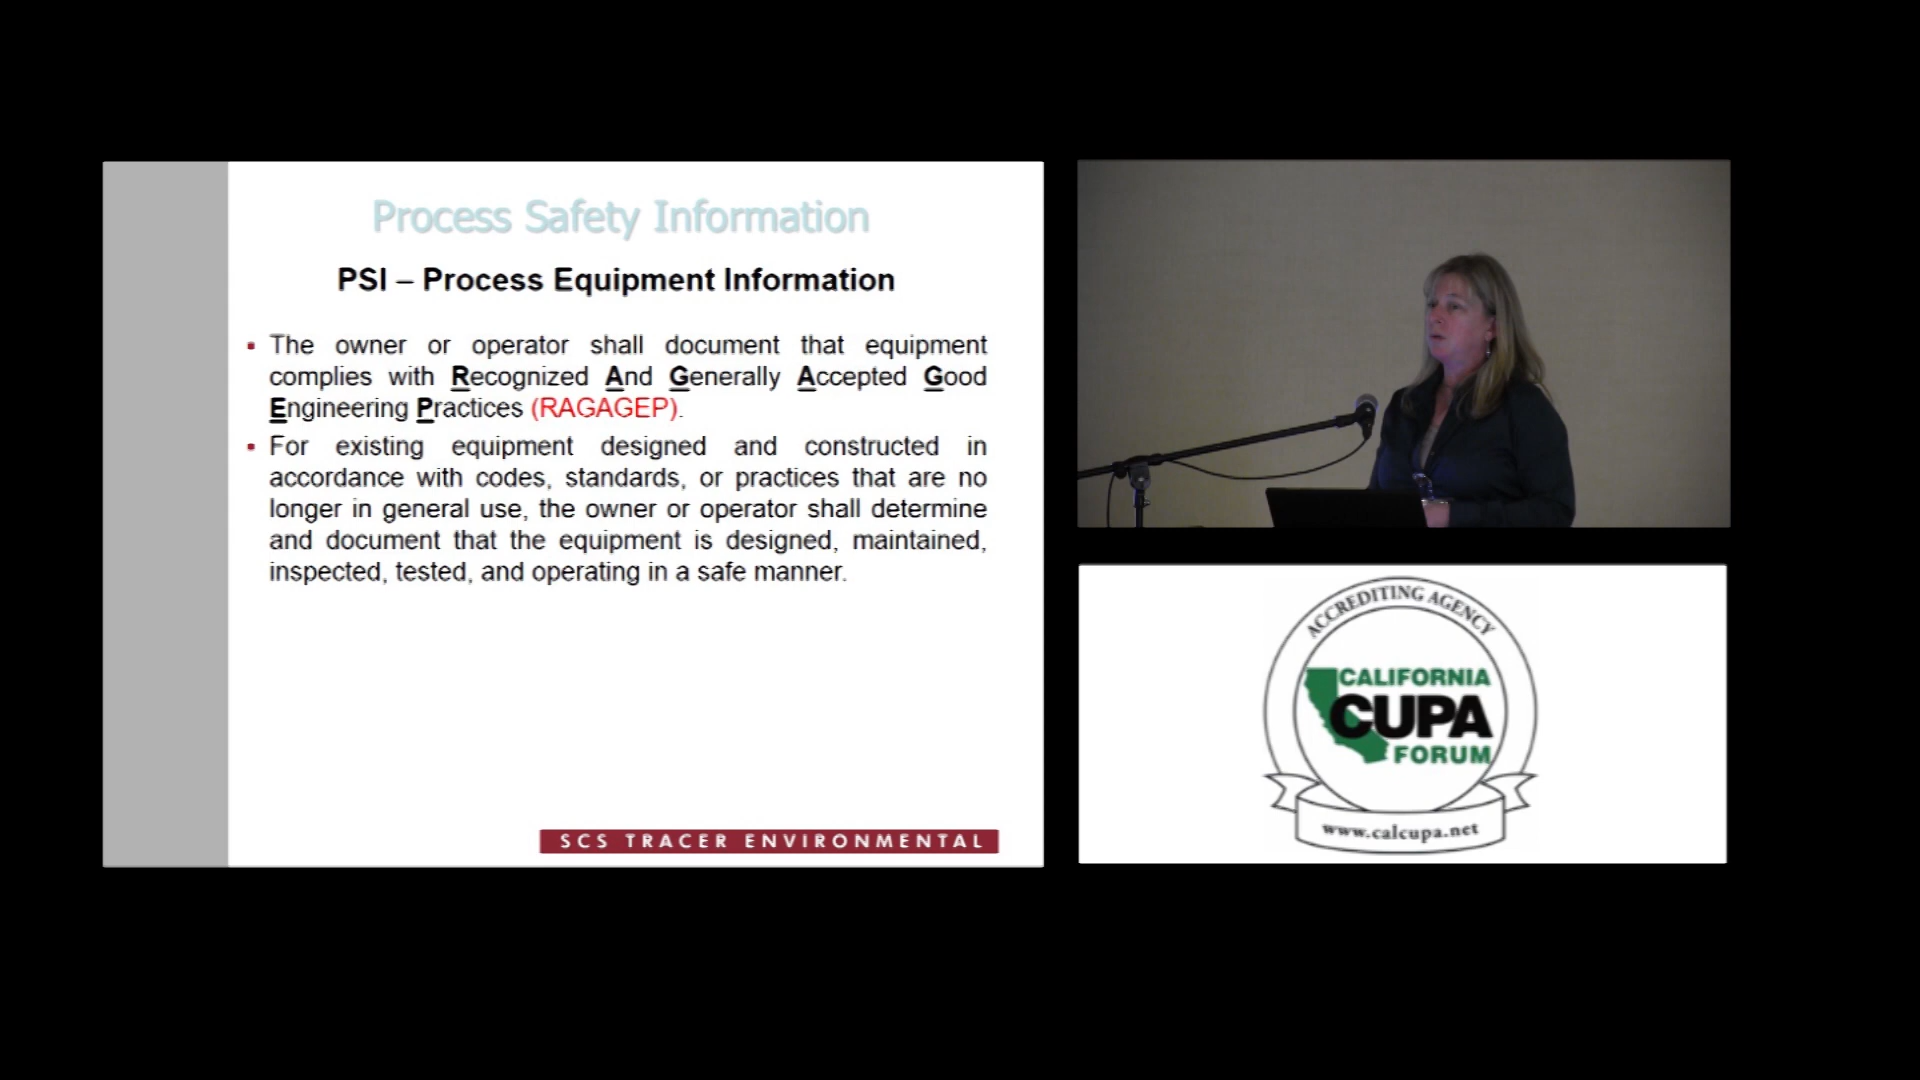 Process Safety Information
PSI – Process Equipment Information
▪ The owner or operator shall document that equipment
complies with Recognized And Generally Accepted Good
Engineering Practices (RAGAGEP).
▪ For existing equipment designed and constructed in
accordance with codes, standards, or practices that are no
longer in general use, the owner or operator shall determine
and document that the equipment is designed, maintained,
inspected, tested, and operating in a safe manner.
SCS TRACER ENVIRONMENTAL
ACCREDITING AGENCY
CALIFORNIA
CUPA
FORUM
www.calcupa.net